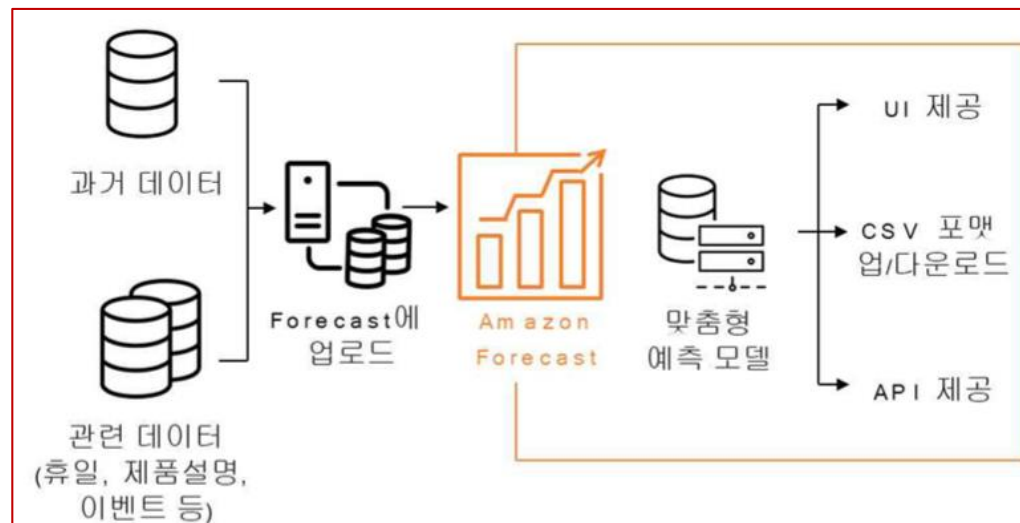 과거 데이터
관련 데이터
(휴일, 제품설명,
이벤트 등)
Forecast에
업로드
Amazon
Forecast
맞춤형
예측 모델
UI 제공
CSV 포맷
업/다운로드
API 제공